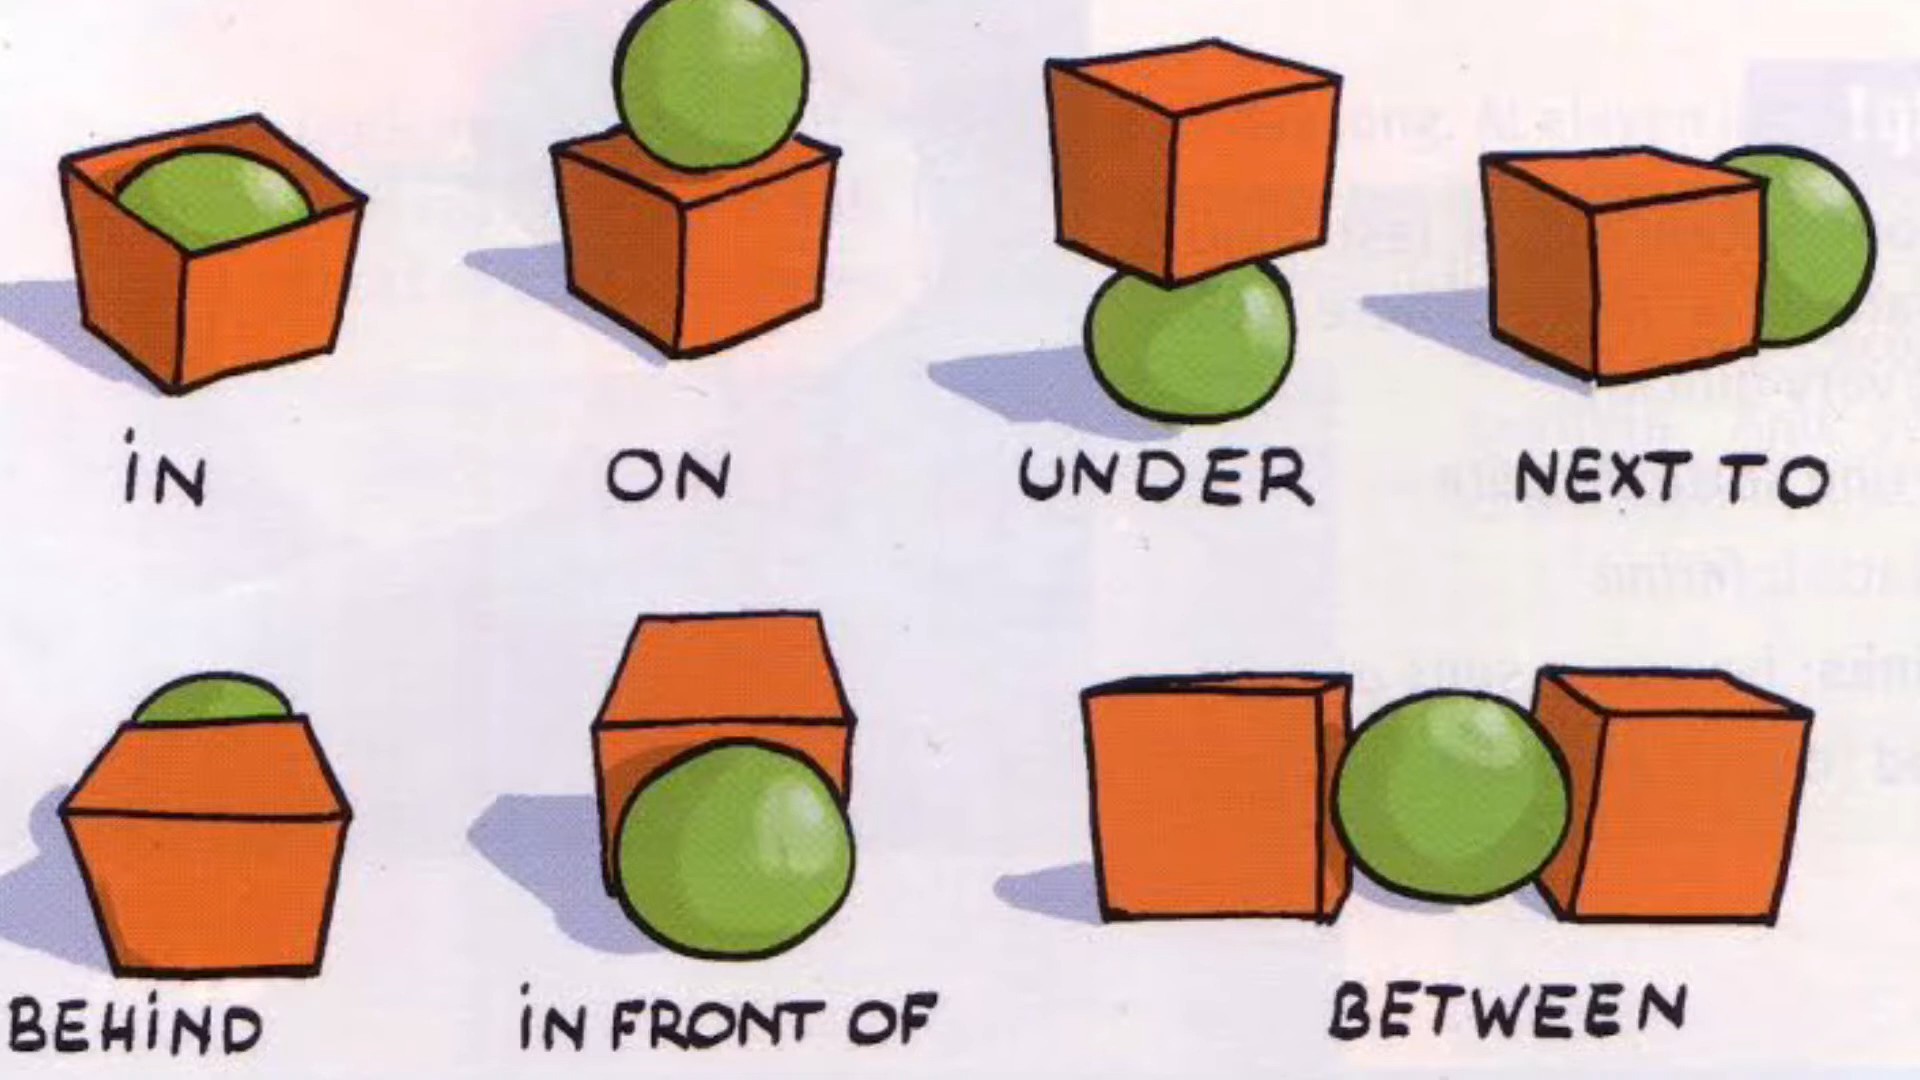 iN
ON
UNDER
NEXT TO
BEHiND
iN FRONT OF
BETWEEN